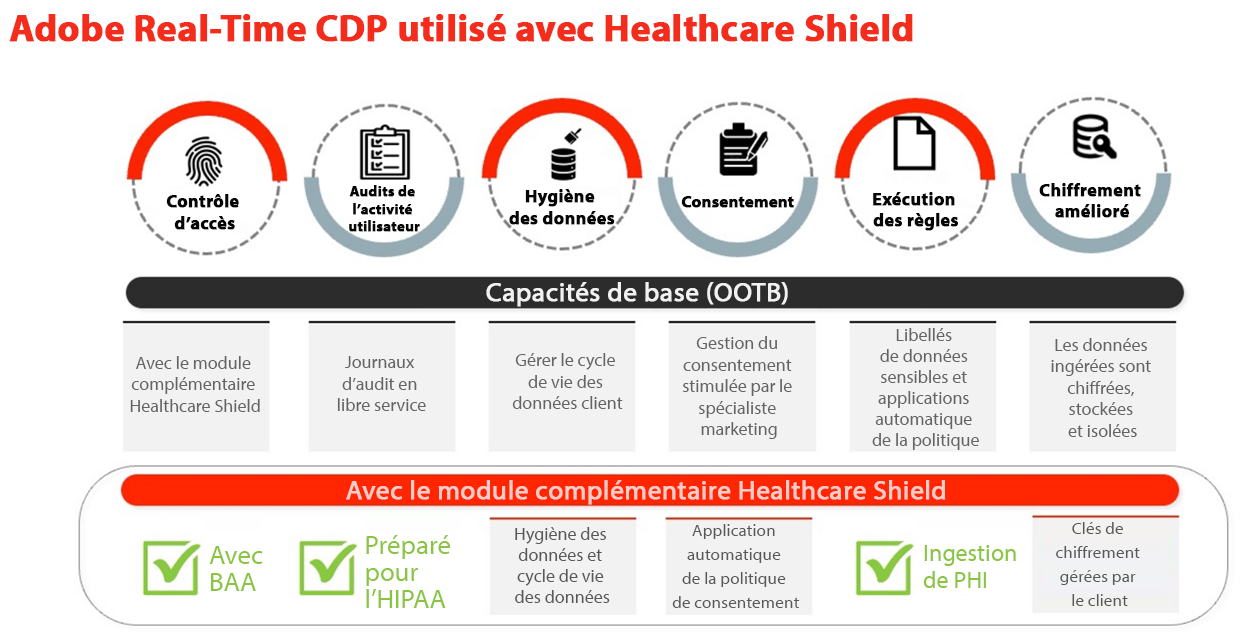 Adobe Real-Time CDP utilisé avec Healthcare Shield
Contrôle
d’accès
Audits de
l’activité
utilisateur
Hygiène
des données
Consentement
Exécution
des règles
Chiffrement
amélioré
Capacités de base (OOTB)
Avec le module
complémentaire
Healthcare Shield
Journaux
d’audit en
libre service
Gérer le cycle
de vie des
données client
Gestion du
consentement
stimulée par le
spécialiste
marketing
Libellés
de données
sensibles et
applications
automatique
de la politique
Les données
ingérées sont
chiffrées,
stockées
et isolées
Avec le module complémentaire Healthcare Shield
Avec
BAA
Préparé
pour
l’HIPAA
Hygiène des
données et
cycle de vie
des données
Application
automatique
de la politique
de consentement
Ingestion
de PHI
Clés de
chiffrement
gérées par
le client